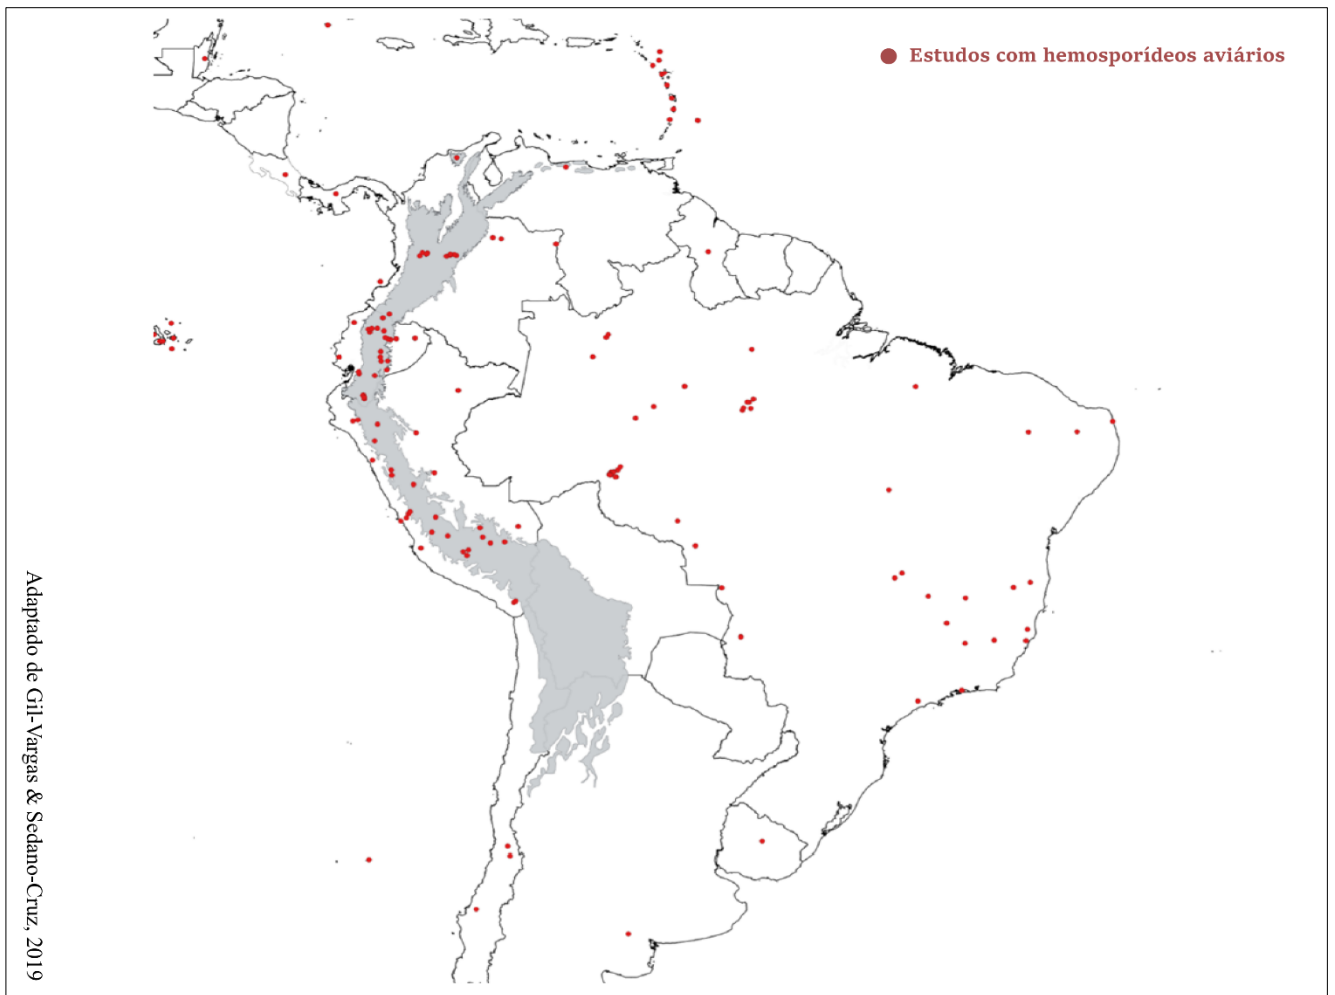 Estudos com hemosporídeos aviários
Adaptado de Gil-Vargas & Sedano-Cruz, 2019